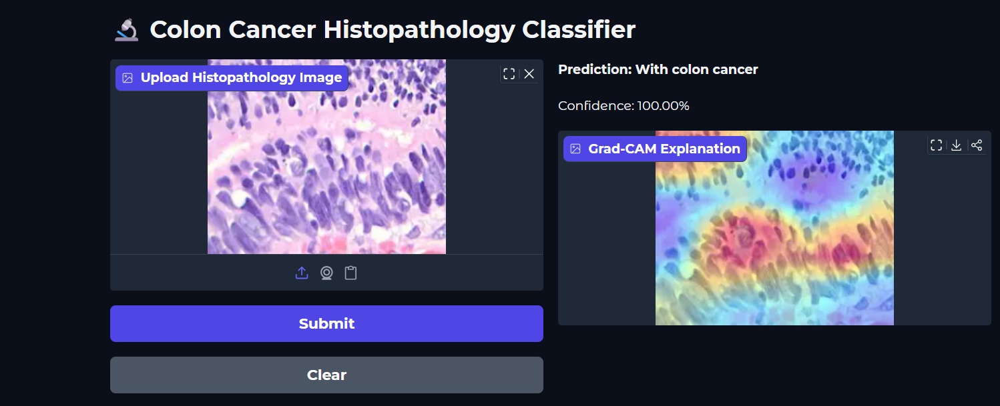 Colon Cancer Histopathology Classifier
Upload Histopathology Image
Submit
Clear
Prediction: With colon cancer
Confidence: 100.00%
Grad-CAM Explanation